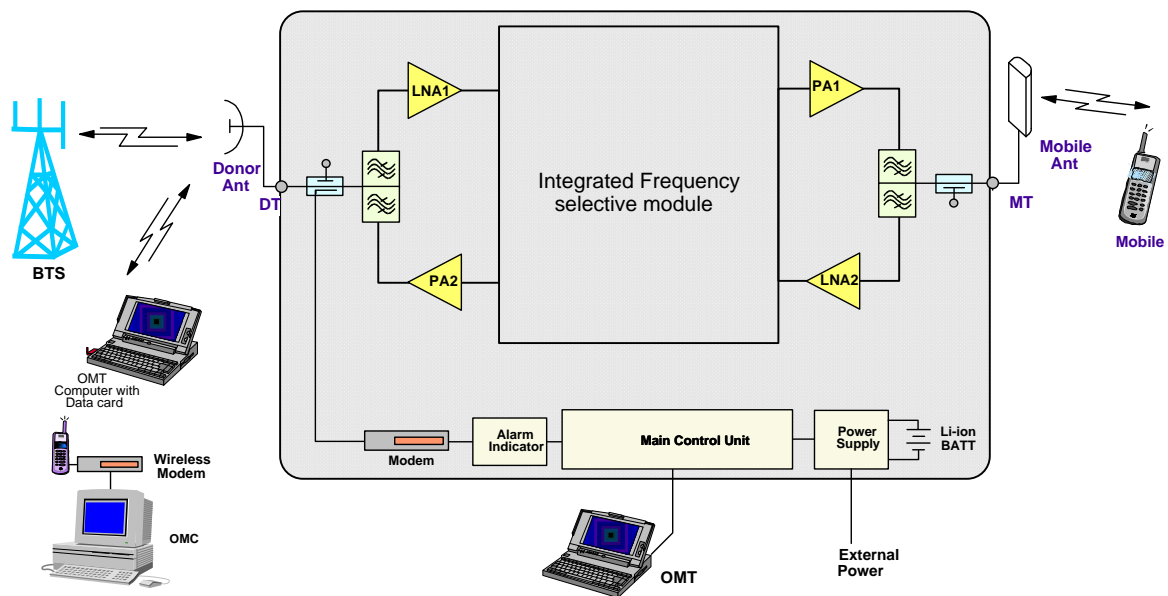 LNA1
PA1
Donor
Ant
DT
Integrated Frequency
selective module
Mobile
Ant
MT
Mobile
BTS
PA2
LNA2
OMT
Computer with
Data card
Wireless
Modem
OMC
Modem
Alarm
Indicator
Main Control Unit
Power
Supply
Li-ion
BATT
OMT
External
Power